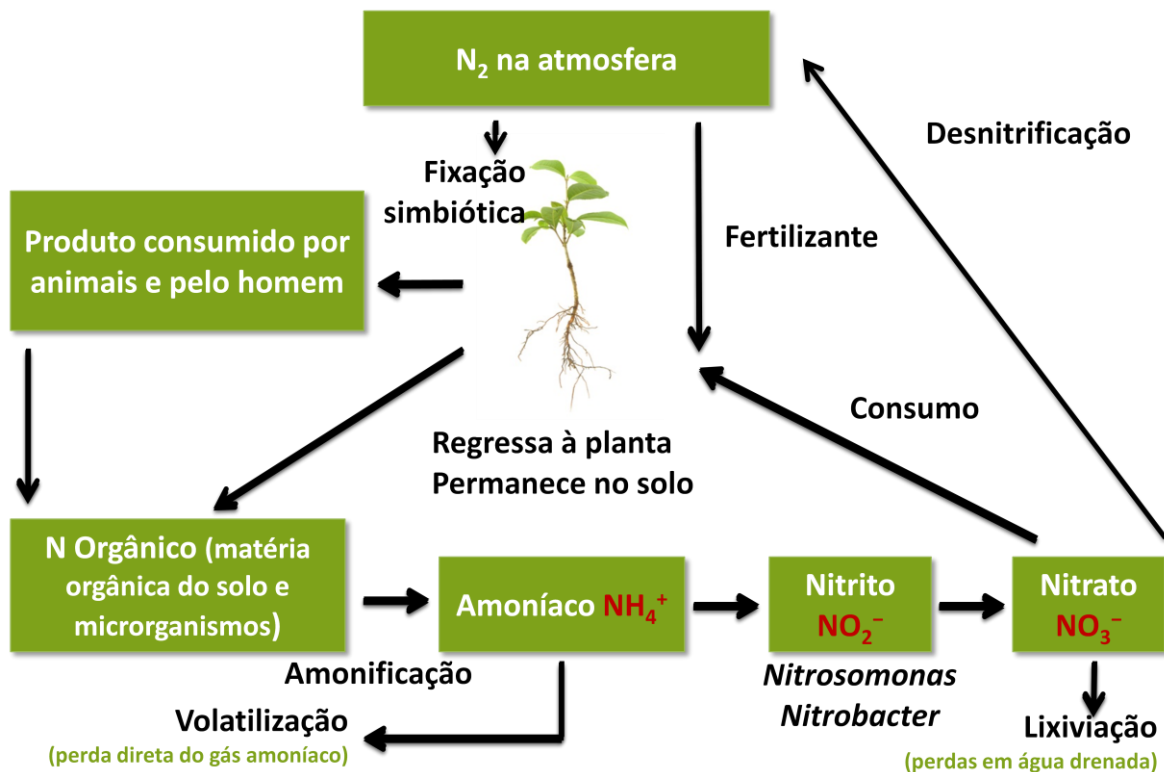 N₂ na atmosfera
Desnitrificação
Fixação
simbiótica
Produto consumido por
animais e pelo homem
Fertilizante
Consumo
Regressa à planta
Permanece no solo
N Orgânico (matéria
orgânica do solo e
microrganismos)
Amoníaco NH₄⁺
Nitrito
NO₂⁻
Nitrato
NO₃⁻
Amonificação
Nitrosomonas
Nitrobacter
Volatilização
(perda direta do gás amoníaco)
Lixiviação
(perdas em água drenada)